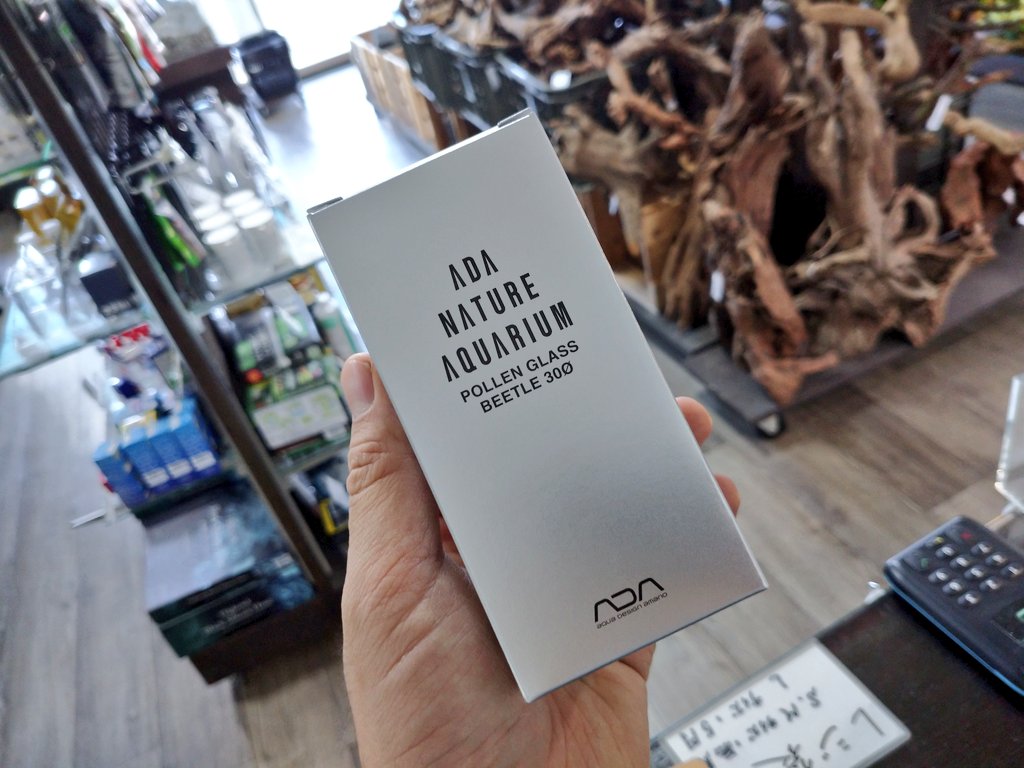 ADA
NATURE
AQUARIUM
POLLEN GLASS
BEETLE 30Ø
ADA
aqua design amano